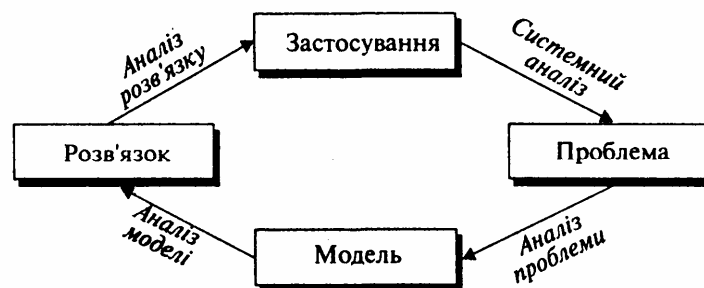 Застосування
Аналіз
розв'язку
Системний
аналіз
Розв'язок
Проблема
Аналіз
моделі
Модель
Аналіз
проблеми